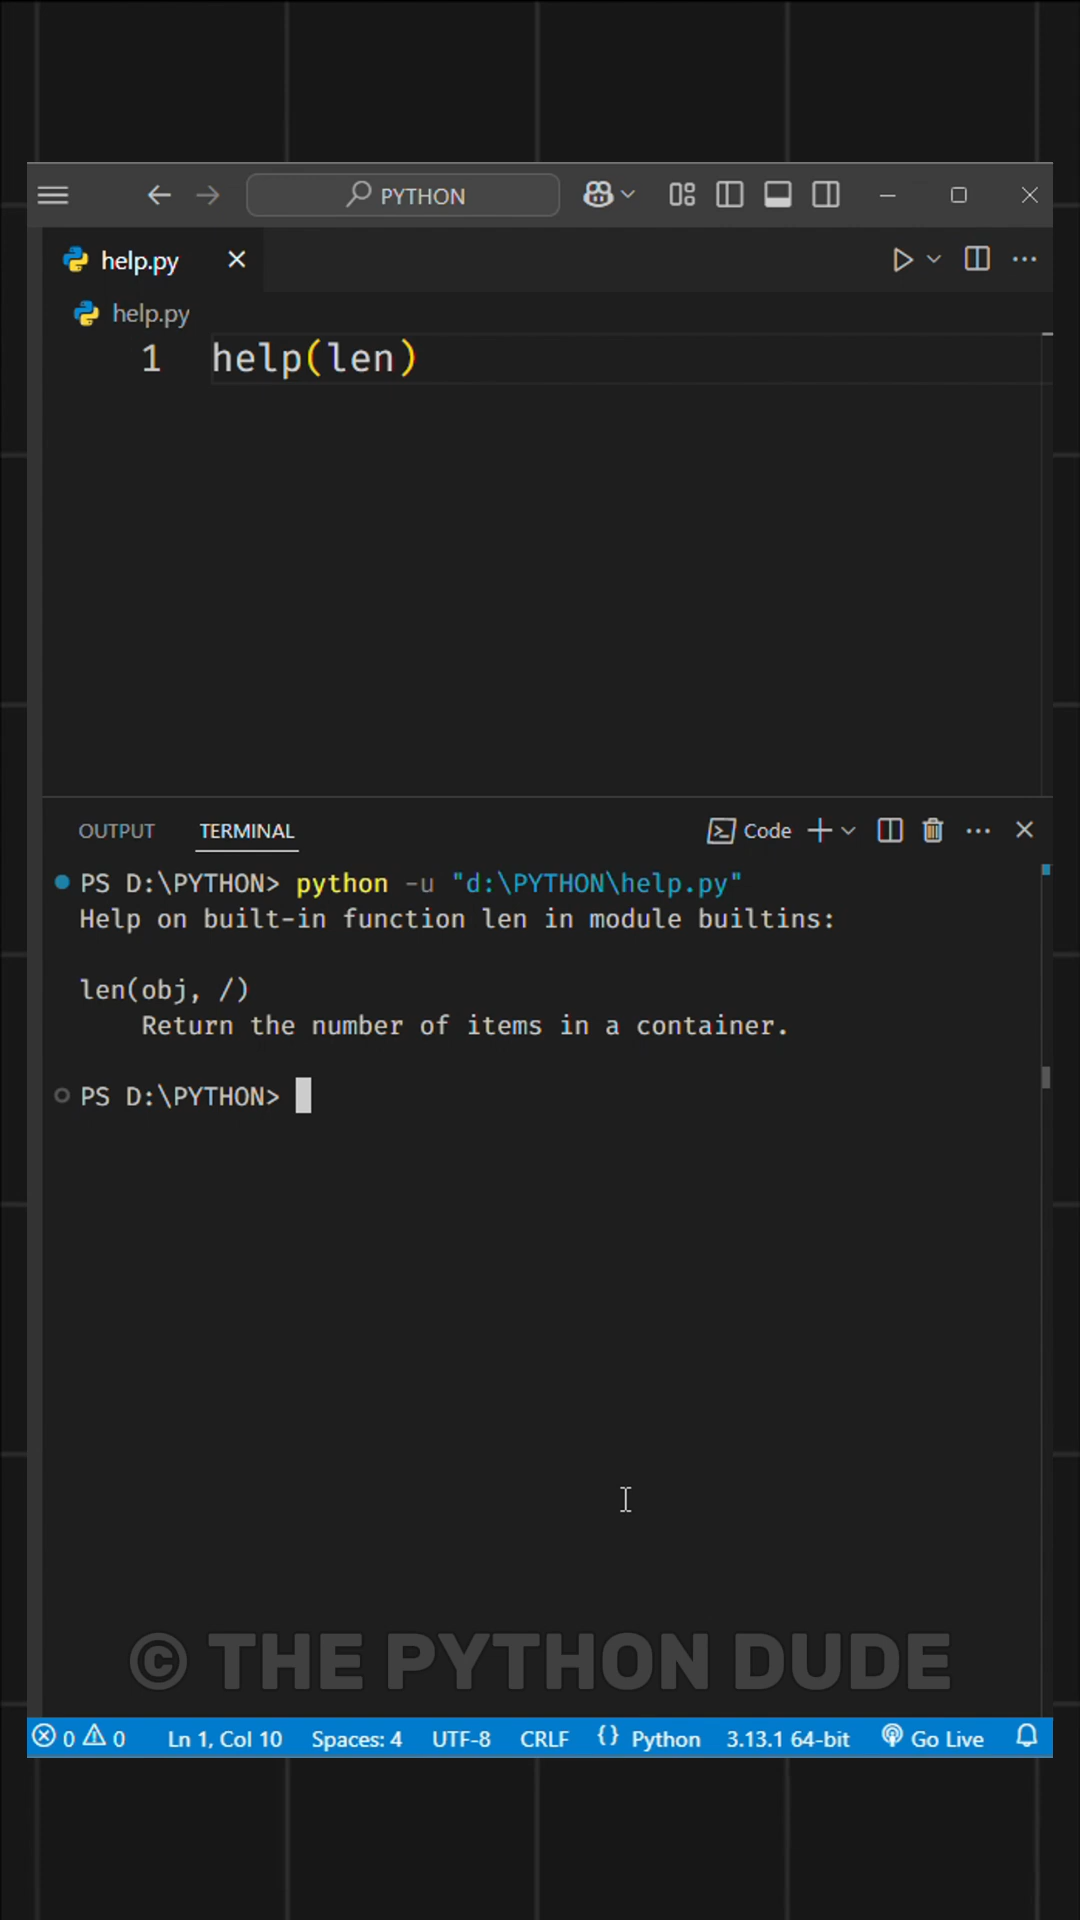 PYTHON
help.py
help.py
1 help(len)
OUTPUT TERMINAL Code
PS D:\PYTHON> python -u "d:\PYTHON\help.py"
Help on built-in function len in module builtins:
len(obj, /)
Return the number of items in a container.
PS D:\PYTHON>
© THE PYTHON DUDE
0 0 Ln 1, Col 10 Spaces: 4 UTF-8 CRLF {} Python 3.13.1 64-bit Go Live